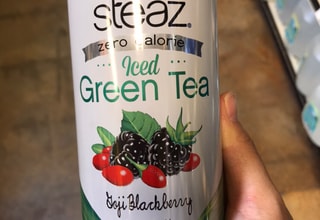 steaz®
zero calorie
Iced
Green Tea
Goji Blackberry